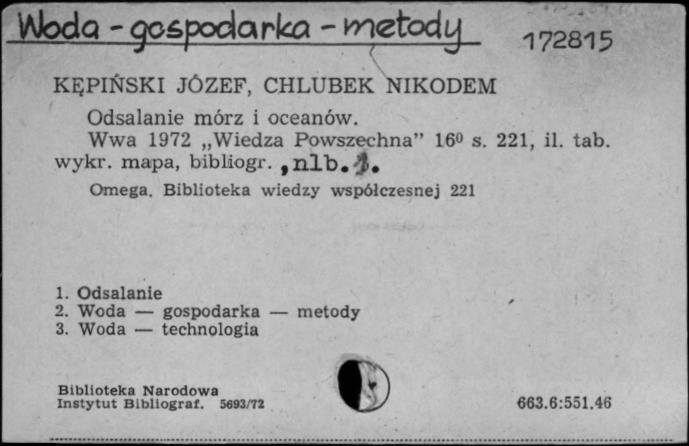 Woda - gospodarka - metody
172815
KĘPIŃSKI JÓZEF, CHLUBEK NIKODEM
Odsalanie mórz i oceanów.
Wwa 1972 „Wiedza Powszechna” 16⁰ s. 221, il. tab.
wykr. mapa, bibliogr. ,nlb.
Omega. Biblioteka wiedzy współczesnej 221
1. Odsalanie
2. Woda — gospodarka — metody
3. Woda — technologia
Biblioteka Narodowa
Instytut Bibliograf. 5693/72
663.6:551.46